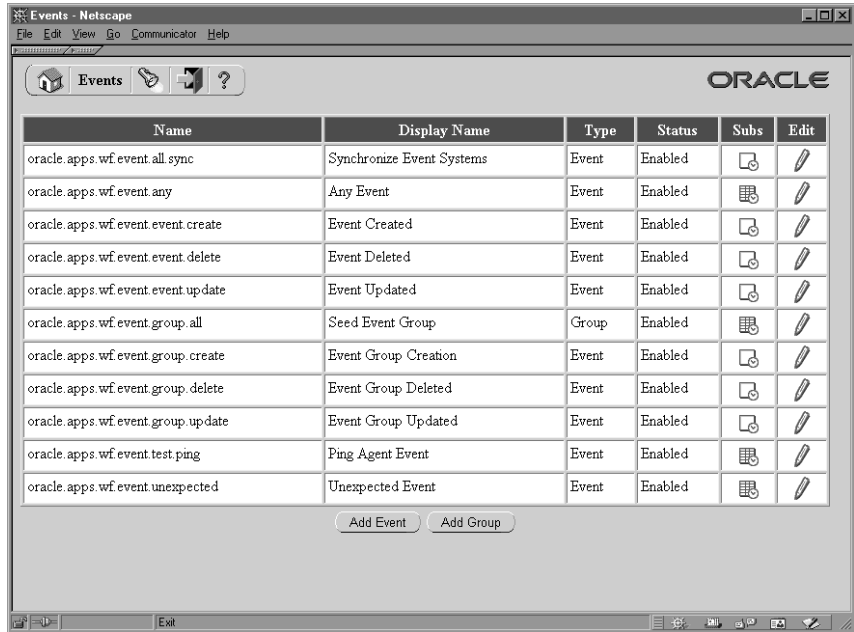 Events - Netscape
File Edit View Go Communicator Help
Events ?
ORACLE
Name Display Name Type Status Subs Edit
oracle.apps.wf.event.all.sync Synchronize Event Systems Event Enabled
oracle.apps.wf.event.any Any Event Event Enabled
oracle.apps.wf.event.event.create Event Created Event Enabled
oracle.apps.wf.event.event.delete Event Deleted Event Enabled
oracle.apps.wf.event.event.update Event Updated Event Enabled
oracle.apps.wf.event.group.all Seed Event Group Group Enabled
oracle.apps.wf.event.group.create Event Group Creation Event Enabled
oracle.apps.wf.event.group.delete Event Group Deleted Event Enabled
oracle.apps.wf.event.group.update Event Group Updated Event Enabled
oracle.apps.wf.event.test.ping Ping Agent Event Event Enabled
oracle.apps.wf.event.unexpected Unexpected Event Event Enabled
Add Event Add Group
Exit